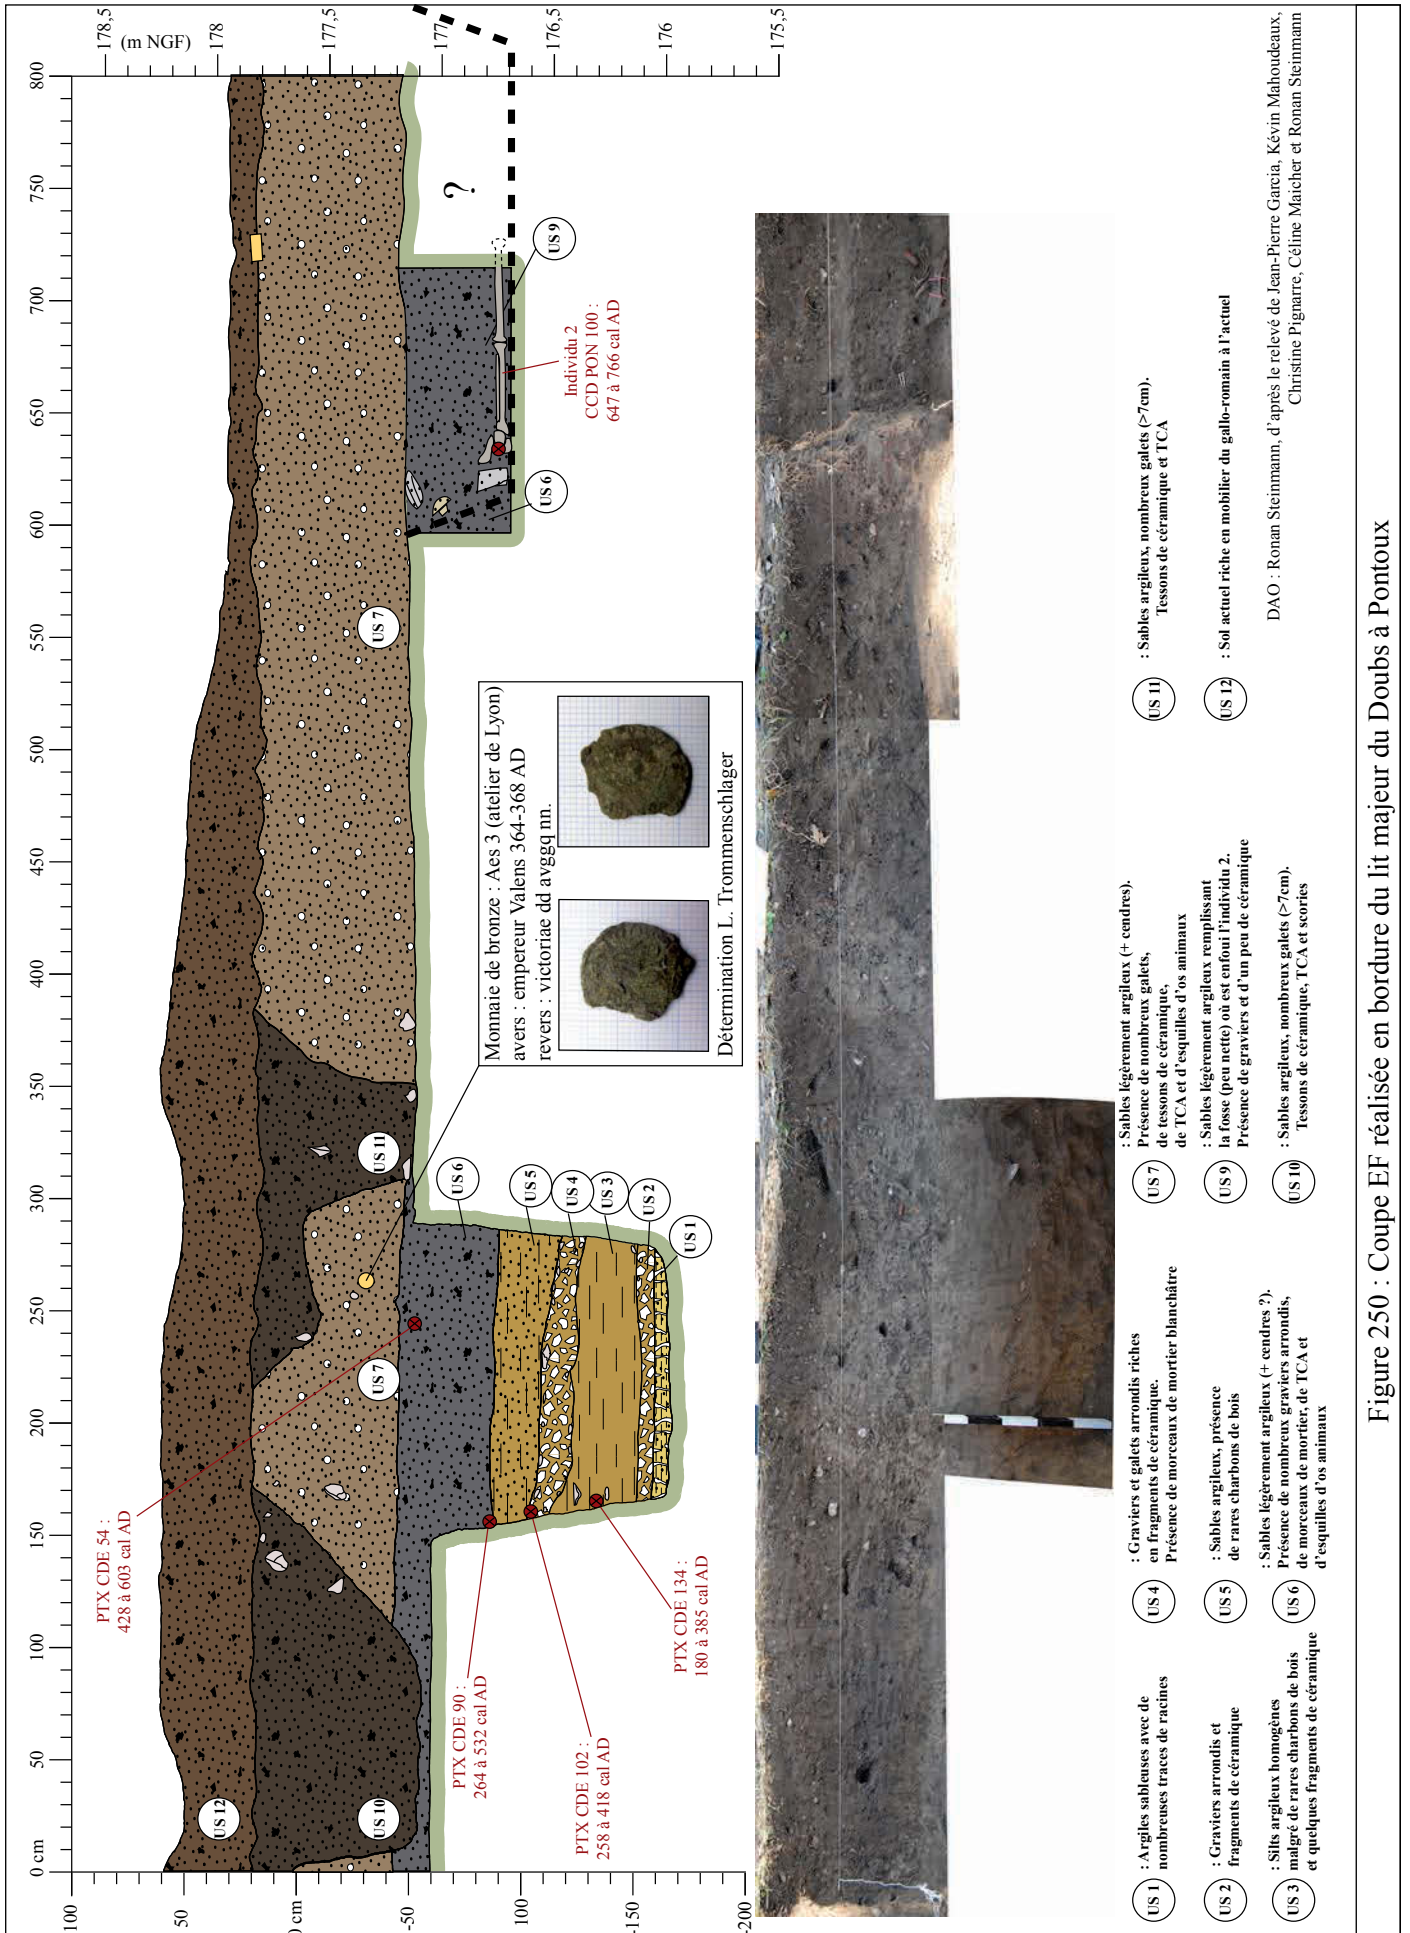 100
50
0 cm
-50
-100
-150
-200
0 cm
50
100
150
200
250
300
350
400
450
500
550
600
650
700
750
800
178,5
(m NGF)
178
177,5
177
176,5
176
175,5
US 12
US 10
US 7
US 11
US 7
US 6
US 5
US 4
US 3
US 2
US 1
US 6
US 9
?
PTX CDE 54 :
428 à 603 cal AD
PTX CDE 90 :
264 à 532 cal AD
PTX CDE 102 :
258 à 418 cal AD
PTX CDE 134 :
180 à 385 cal AD
Individu 2
CCD PON 100 :
647 à 766 cal AD
Monnaie de bronze : Aes 3 (atelier de Lyon)
avers : empereur Valens 364-368 AD
revers : victoriae dd avggq nn.
Détermination L. Trommenschlager
US 1 : Argiles sableuses avec de
nombreuses traces de racines
US 2 : Graviers arrondis et
fragments de céramique
US 3 : Silts argileux homogènes
malgré de rares charbons de bois
et quelques fragments de céramique
US 4 : Graviers et galets arrondis riches
en fragments de céramique.
Présence de morceaux de mortier blanchâtre
US 5 : Sables argileux, présence
de rares charbons de bois
US 6 : Sables légèrement argileux (+ cendres ?).
Présence de nombreux graviers arrondis,
de morceaux de mortier, de TCA et
d'esquilles d'os animaux
US 7 : Sables légèrement argileux (+ cendres).
Présence de nombreux galets,
de tessons de céramique,
de TCA et d'esquilles d'os animaux
US 9 : Sables légèrement argileux remplissant
la fosse (peu nette) où est enfoui l'individu 2.
Présence de graviers et d'un peu de céramique
US 10 : Sables argileux, nombreux galets (>7cm).
Tessons de céramique, TCA et scories
US 11 : Sables argileux, nombreux galets (>7cm).
Tessons de céramique et TCA
US 12 : Sol actuel riche en mobilier du gallo-romain à l'actuel
DAO : Ronan Steinmann, d'après le relevé de Jean-Pierre Garcia, Kévin Mahoudeaux,
Christine Pignarre, Céline Maicher et Ronan Steinmann
Figure 250 : Coupe EF réalisée en bordure du lit majeur du Doubs à Pontoux